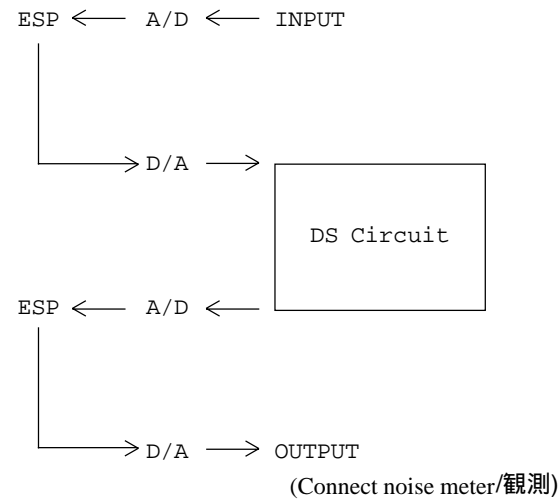 ESP A/D INPUT
D/A
DS Circuit
ESP A/D
D/A OUTPUT
(Connect noise meter/観測)